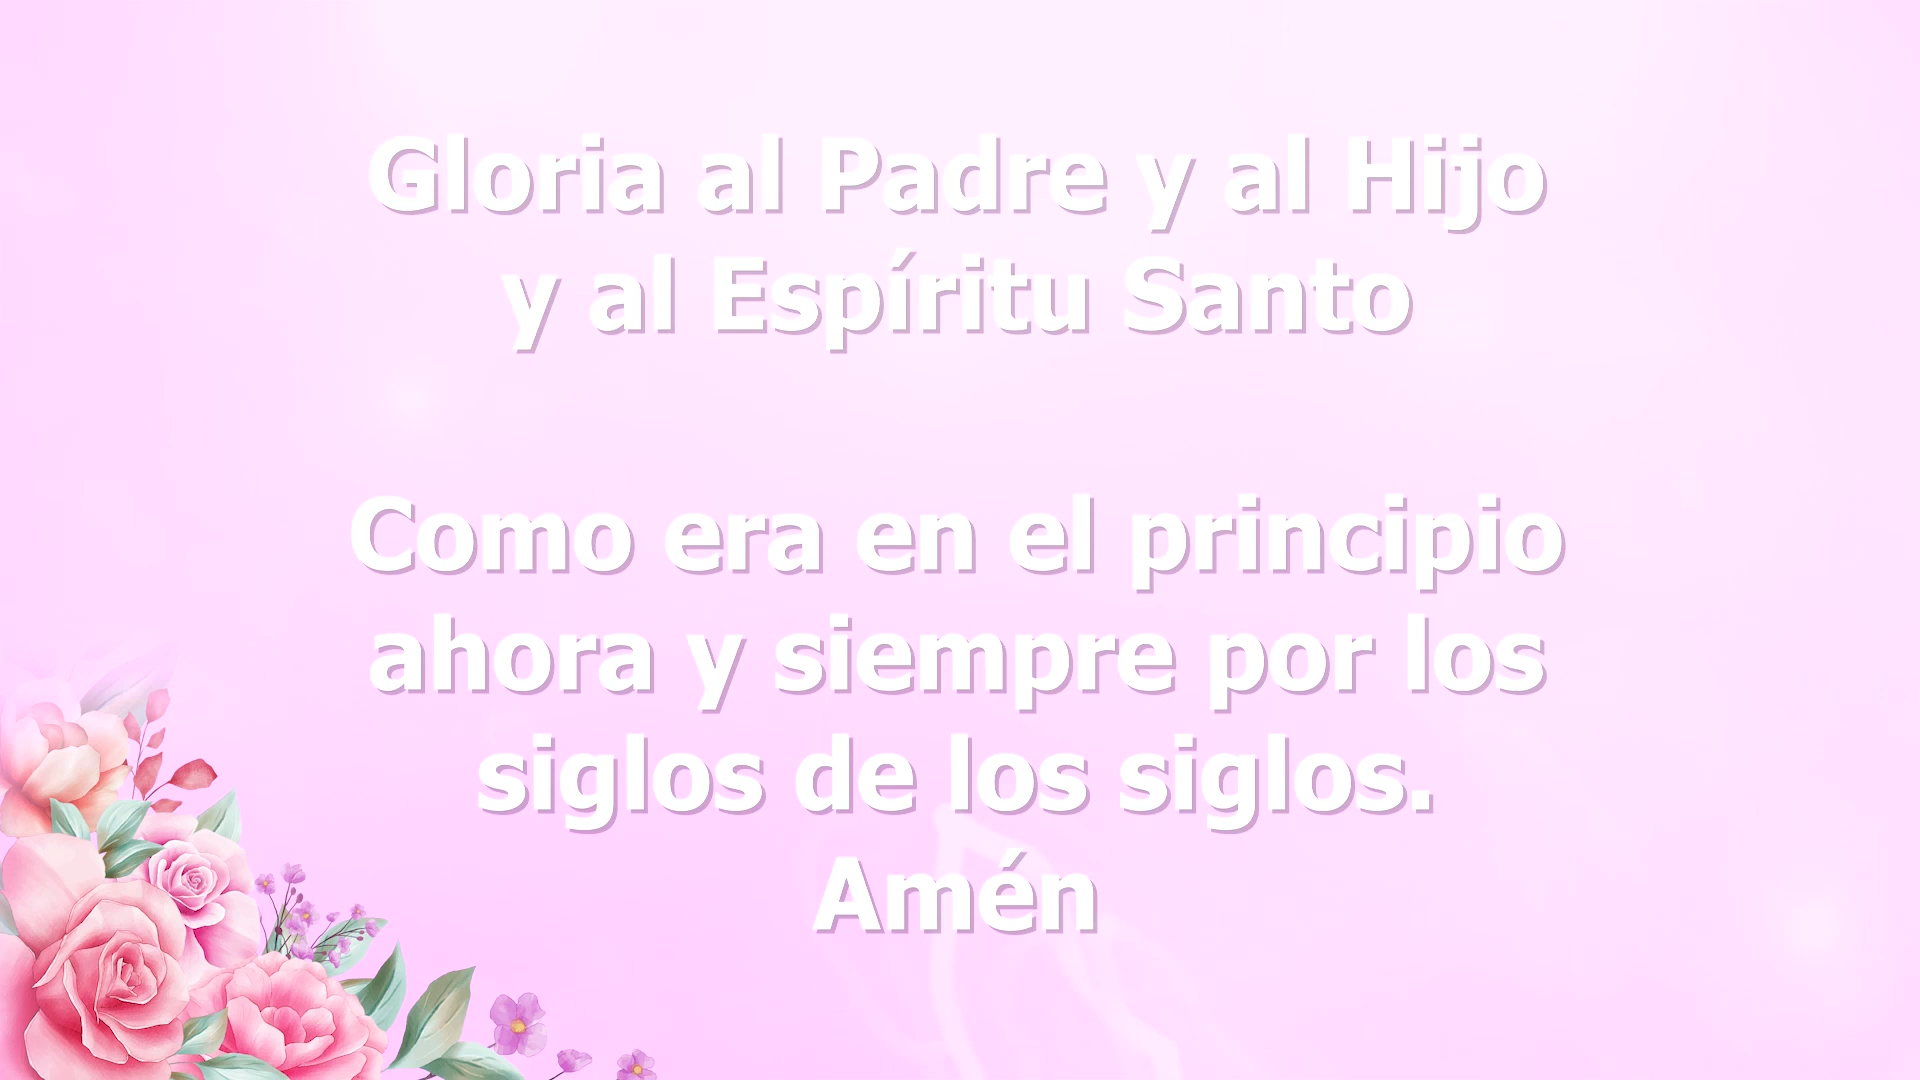 Gloria al Padre y al Hijo
y al Espíritu Santo
Como era en el principio
ahora y siempre por los
siglos de los siglos.
Amén